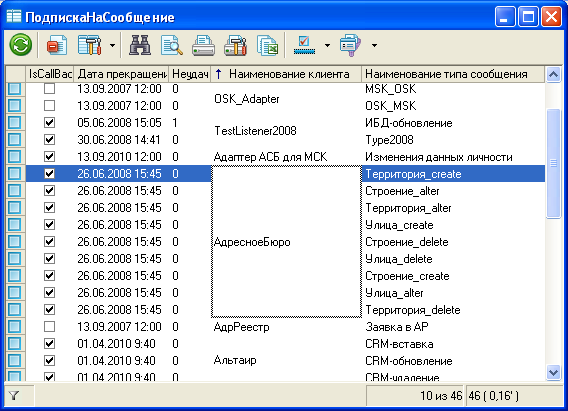 ПодпискаНаСообщение
IsCallBac Дата прекращени Неудач ↑ Наименование клиента Наименование типа сообщения
13.09.2007 12:00 0 MSK_OSK
OSK_Adapter
13.09.2007 12:00 0 OSK_MSK
05.06.2008 15:05 1 ИБД-обновление
TestListener2008
30.06.2008 14:41 0 Type2008
13.09.2010 12:00 0 Адаптер АСБ для МСК Изменения данных личности
26.06.2008 15:45 0 Территория_create
26.06.2008 15:45 0 Строение_alter
26.06.2008 15:45 0 Территория_alter
26.06.2008 15:45 0 Улица_create
26.06.2008 15:45 0 АдресноеБюро Строение_delete
26.06.2008 15:45 0 Улица_delete
26.06.2008 15:45 0 Строение_create
26.06.2008 15:45 0 Улица_alter
26.06.2008 15:45 0 Территория_delete
13.09.2007 12:00 0 АдрРеестр Заявка в АР
01.04.2010 9:40 0 CRM-вставка
01.04.2010 9:40 0 Альтаир CRM-обновление
01.04.2010 9:40 0 CRM-удаление
10 из 46 46 ( 0,16' )